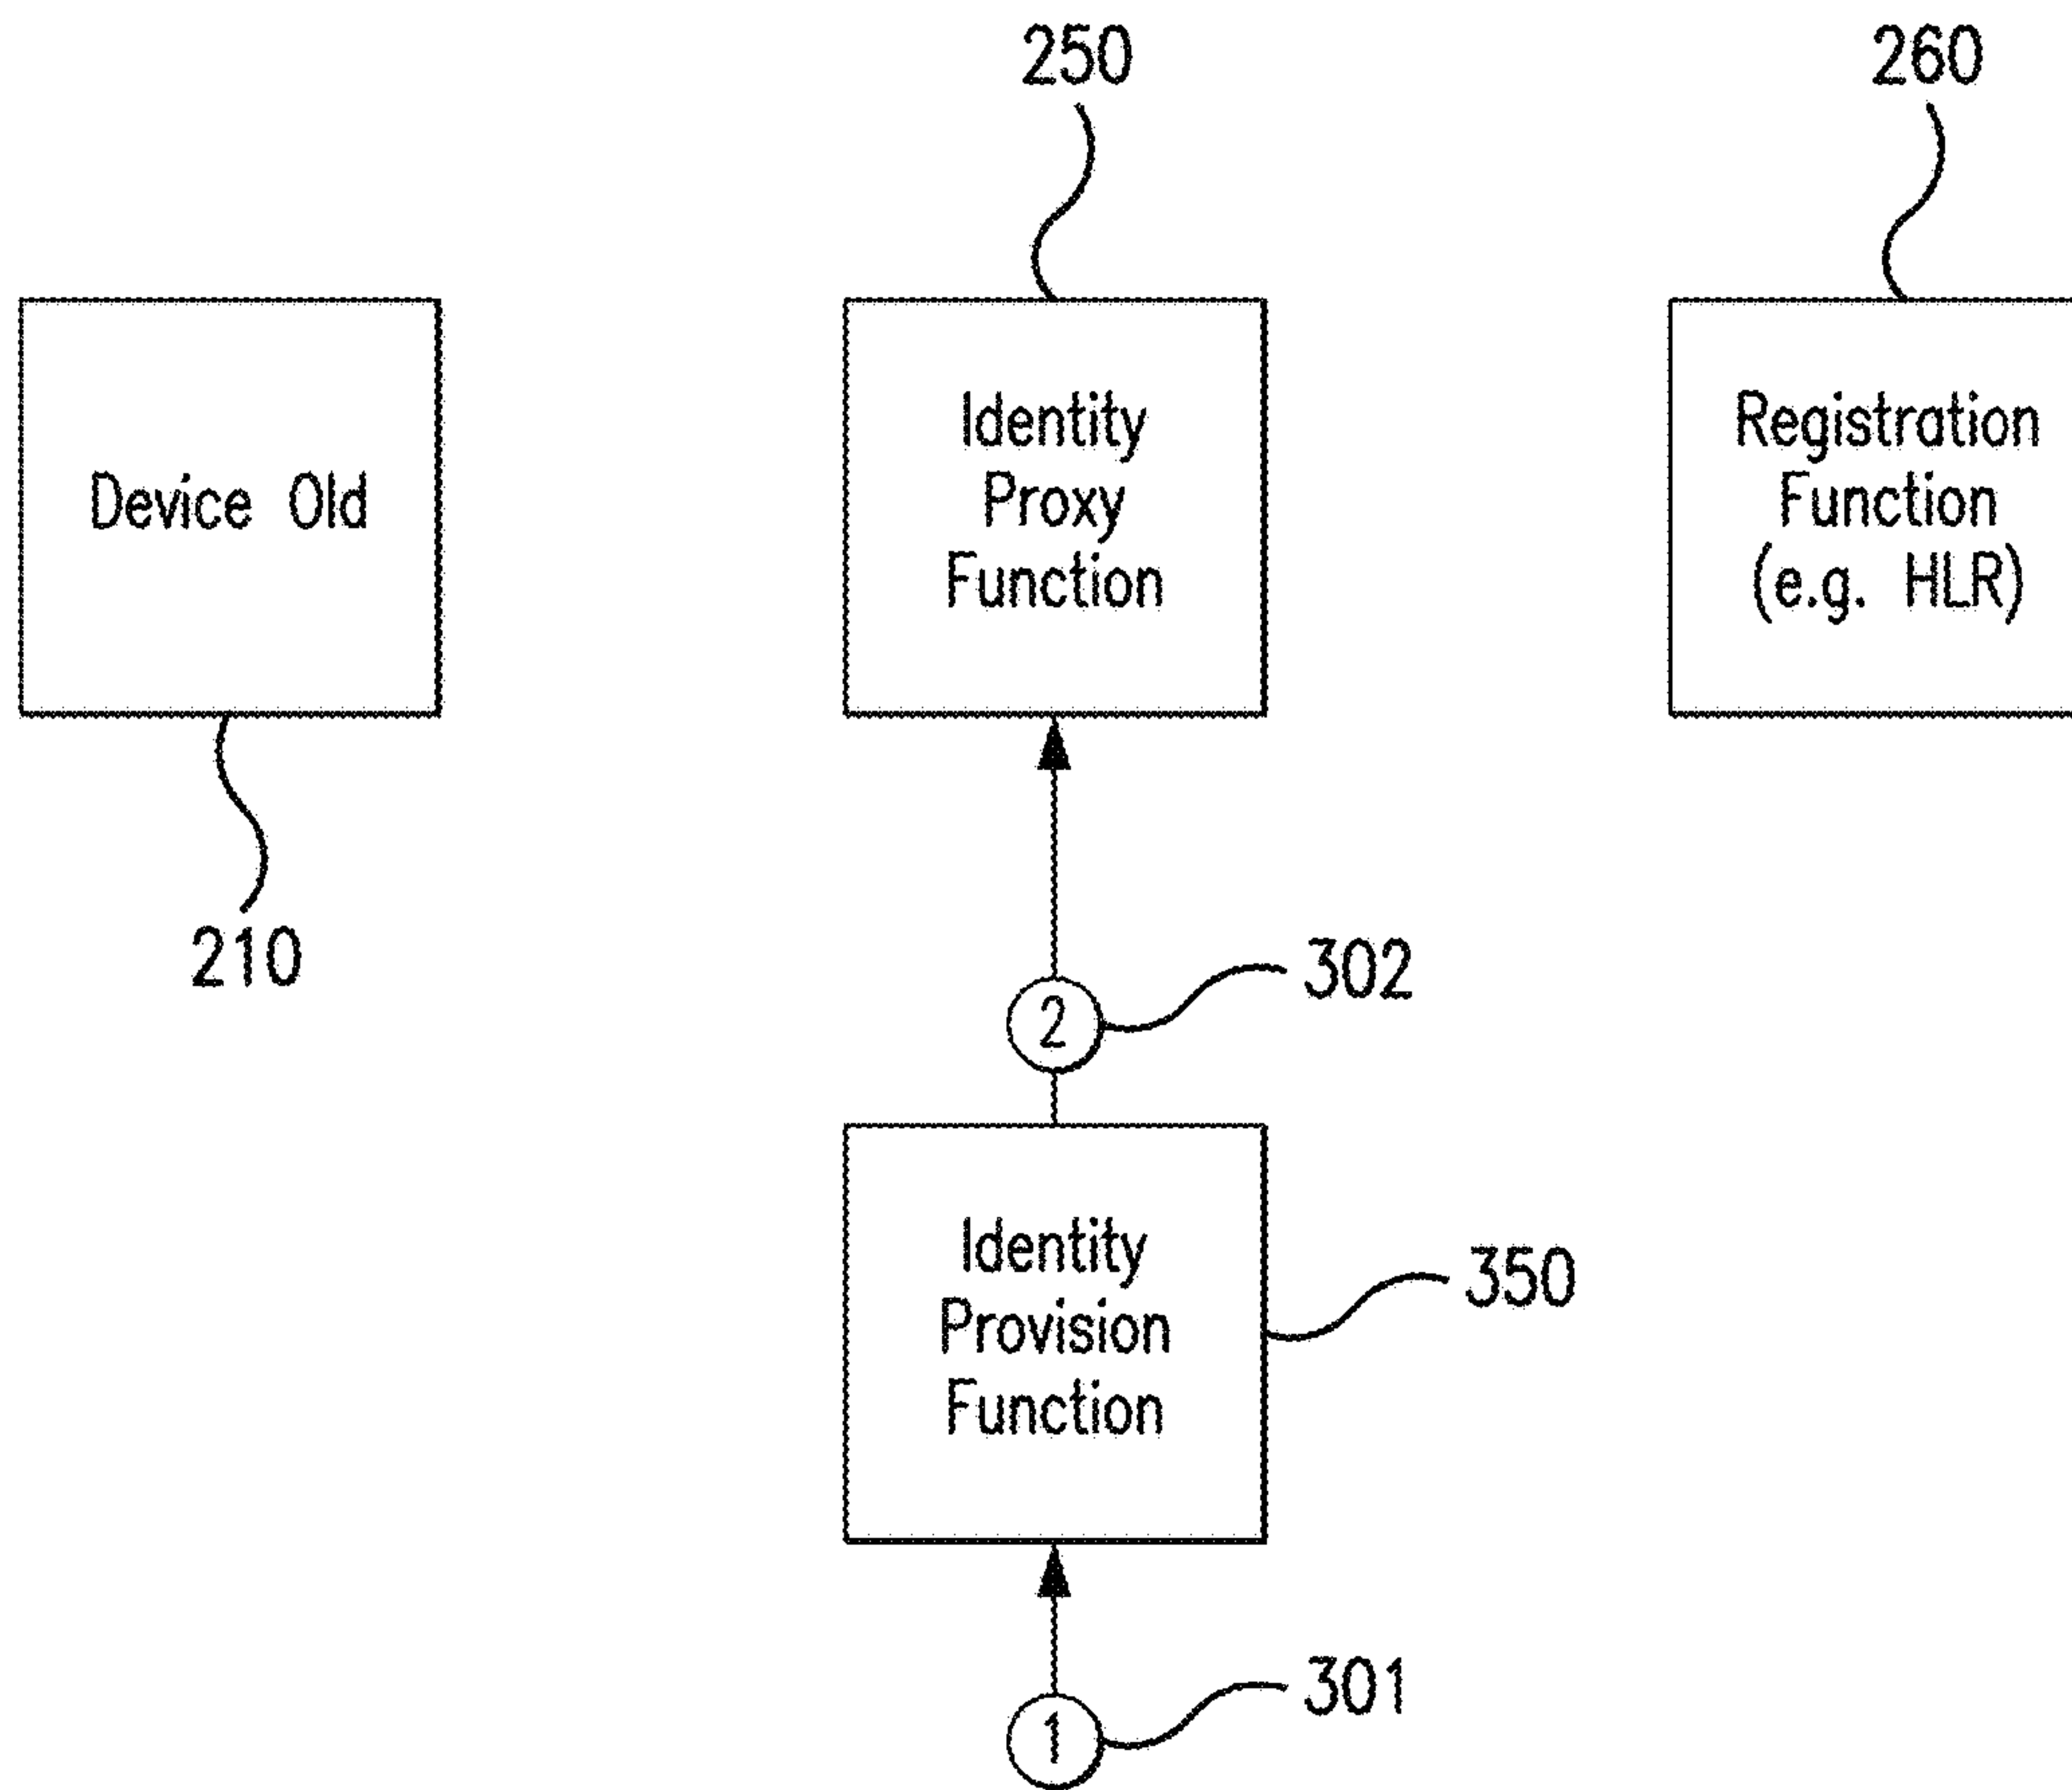 250
260
Device Old
Identity
Proxy
Function
Registration
Function
(e.g. HLR)
210
302
2
Identity
Provision
Function
350
301
1